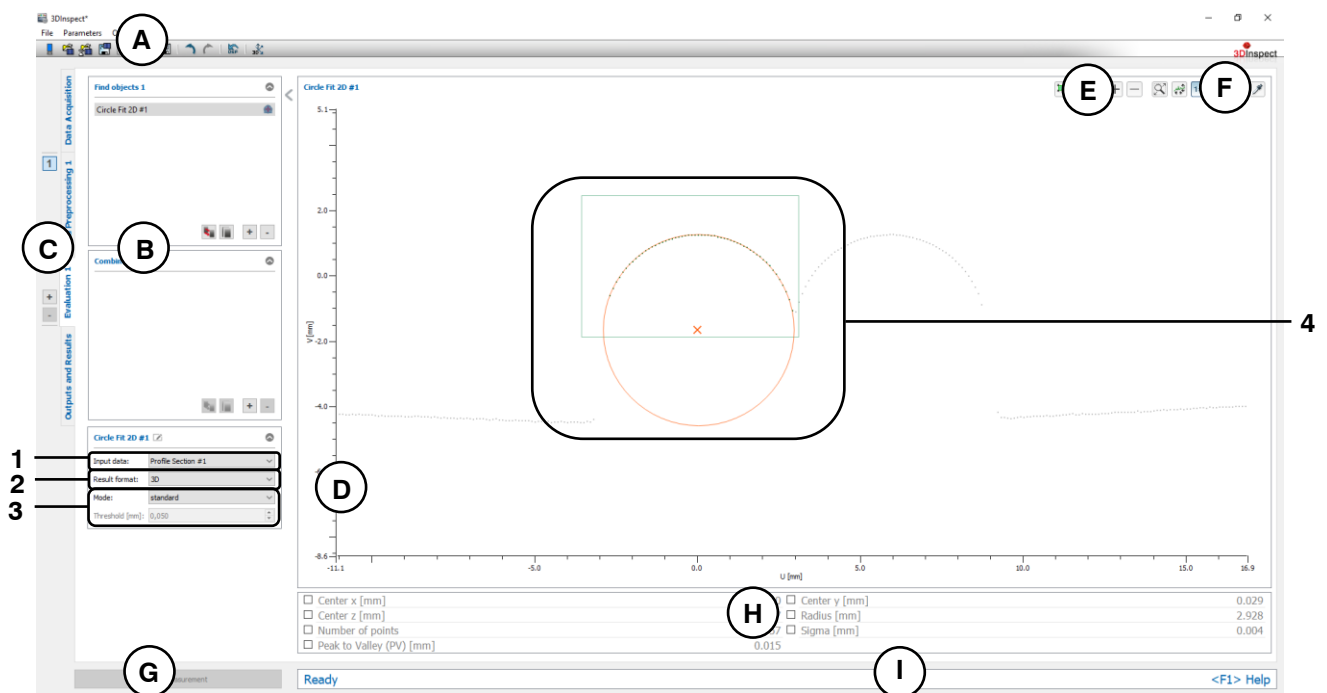 3DInspect*
File Parameters
A
3DInspect
Data Acquisition
Preprocessing 1
Evaluation 1
Outputs and Results
1
C
+
-
Find objects 1
Circle Fit 2D #1
+ -
B
+ -
Circle Fit 2D #1
1
Input data: Profile Section #1
2
Result format: 3D
3
Mode: standard
Threshold [mm]: 0,050
Circle Fit 2D #1
E
F
5.1
2.0
0.0
-2.0
-4.0
-8.6
V [mm]
4
D
-11.1 -5.0 0.0 5.0 10.0 15.0 16.9
U [mm]
Center x [mm] Center y [mm] 0.029
Center z [mm] Radius [mm] 2.928
Number of points Sigma [mm] 0.004
Peak to Valley (PV) [mm] 0.015
H
G
Ready
I
<F1> Help